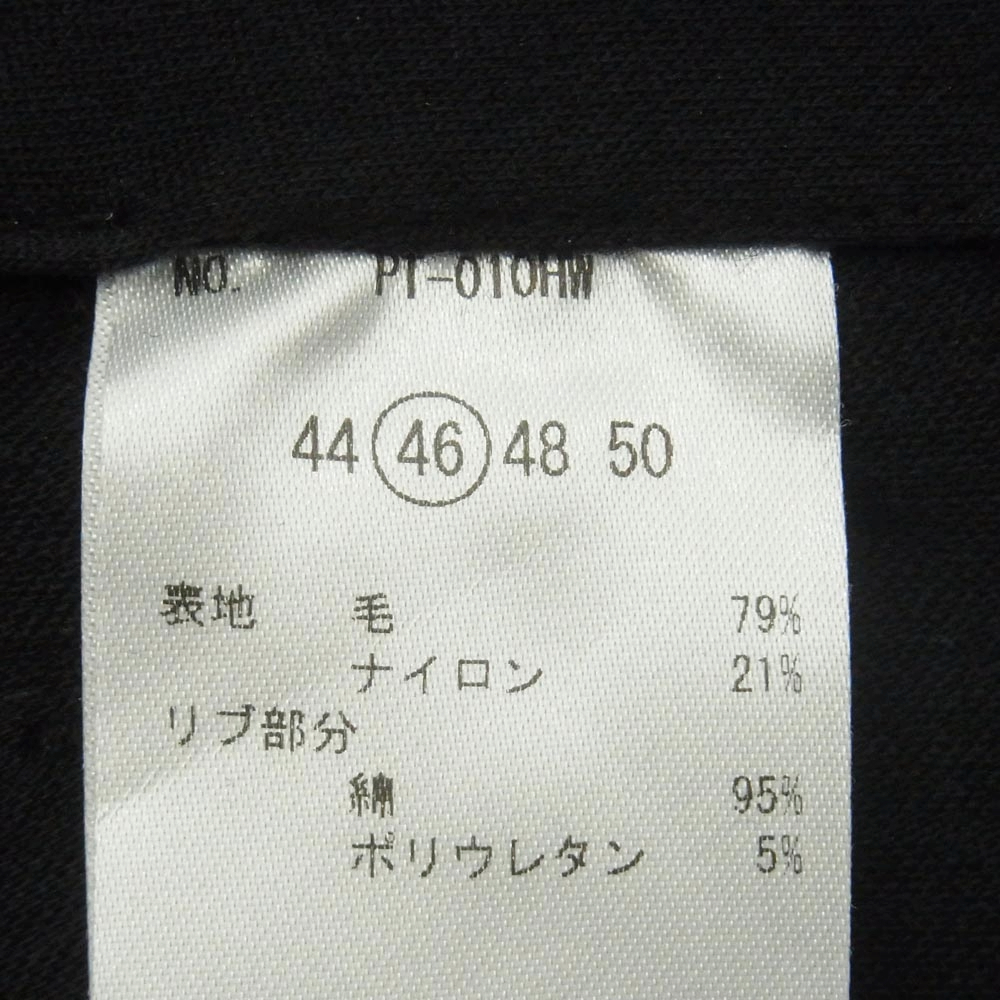 NO. PT-010HW
44 46 48 50
表地 毛 79%
ナイロン 21%
リブ部分
綿 95%
ポリウレタン 5%